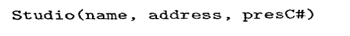 Studio(name, address, presC#)